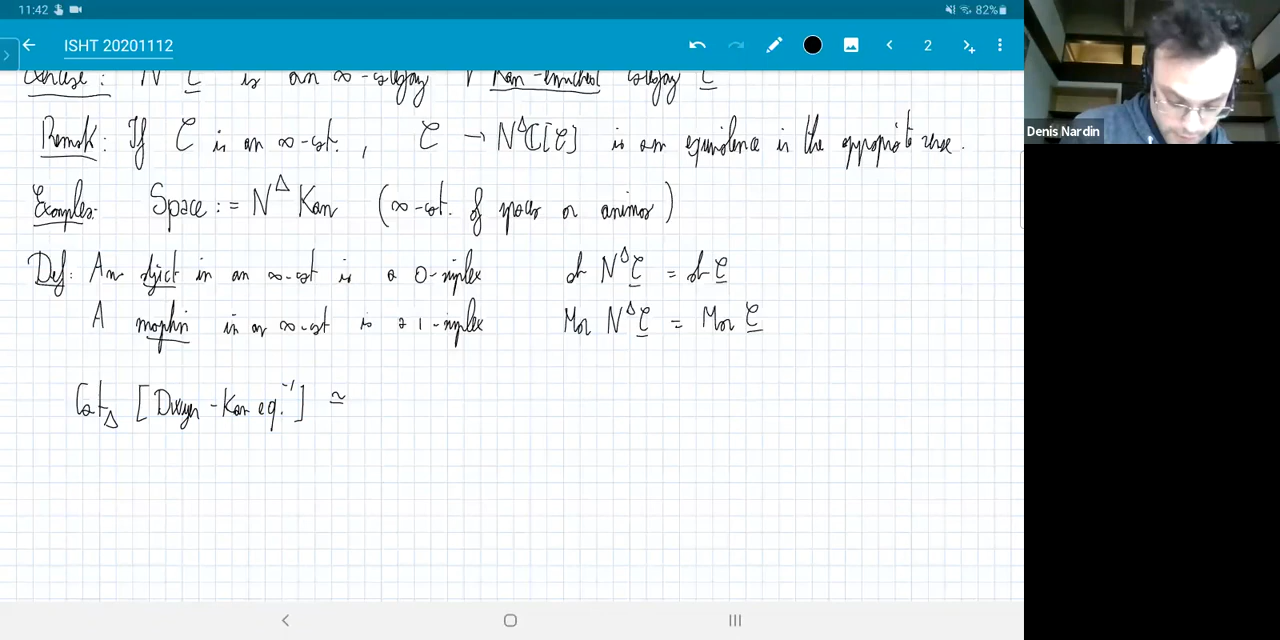 11:42
82%
ISHT 20201112
2
Exercise: N^Δ C is an ∞-category ∀ Kan-enriched category C
Denis Nardin
Remark: If C is an ∞-cat., C → N^Δ ℭ[C] is an equivalence in the appropriate sense.
Examples: Space := N^Δ Kan (∞-cat. of spaces or anima)
Def: An object in an ∞-cat is a 0-simplex ob N^Δ C = ob C
A morphism in an ∞-cat is a 1-simplex Mor N^Δ C = Mor C
Cat_Δ [Dwyer-Kan eq.^-1] ≃